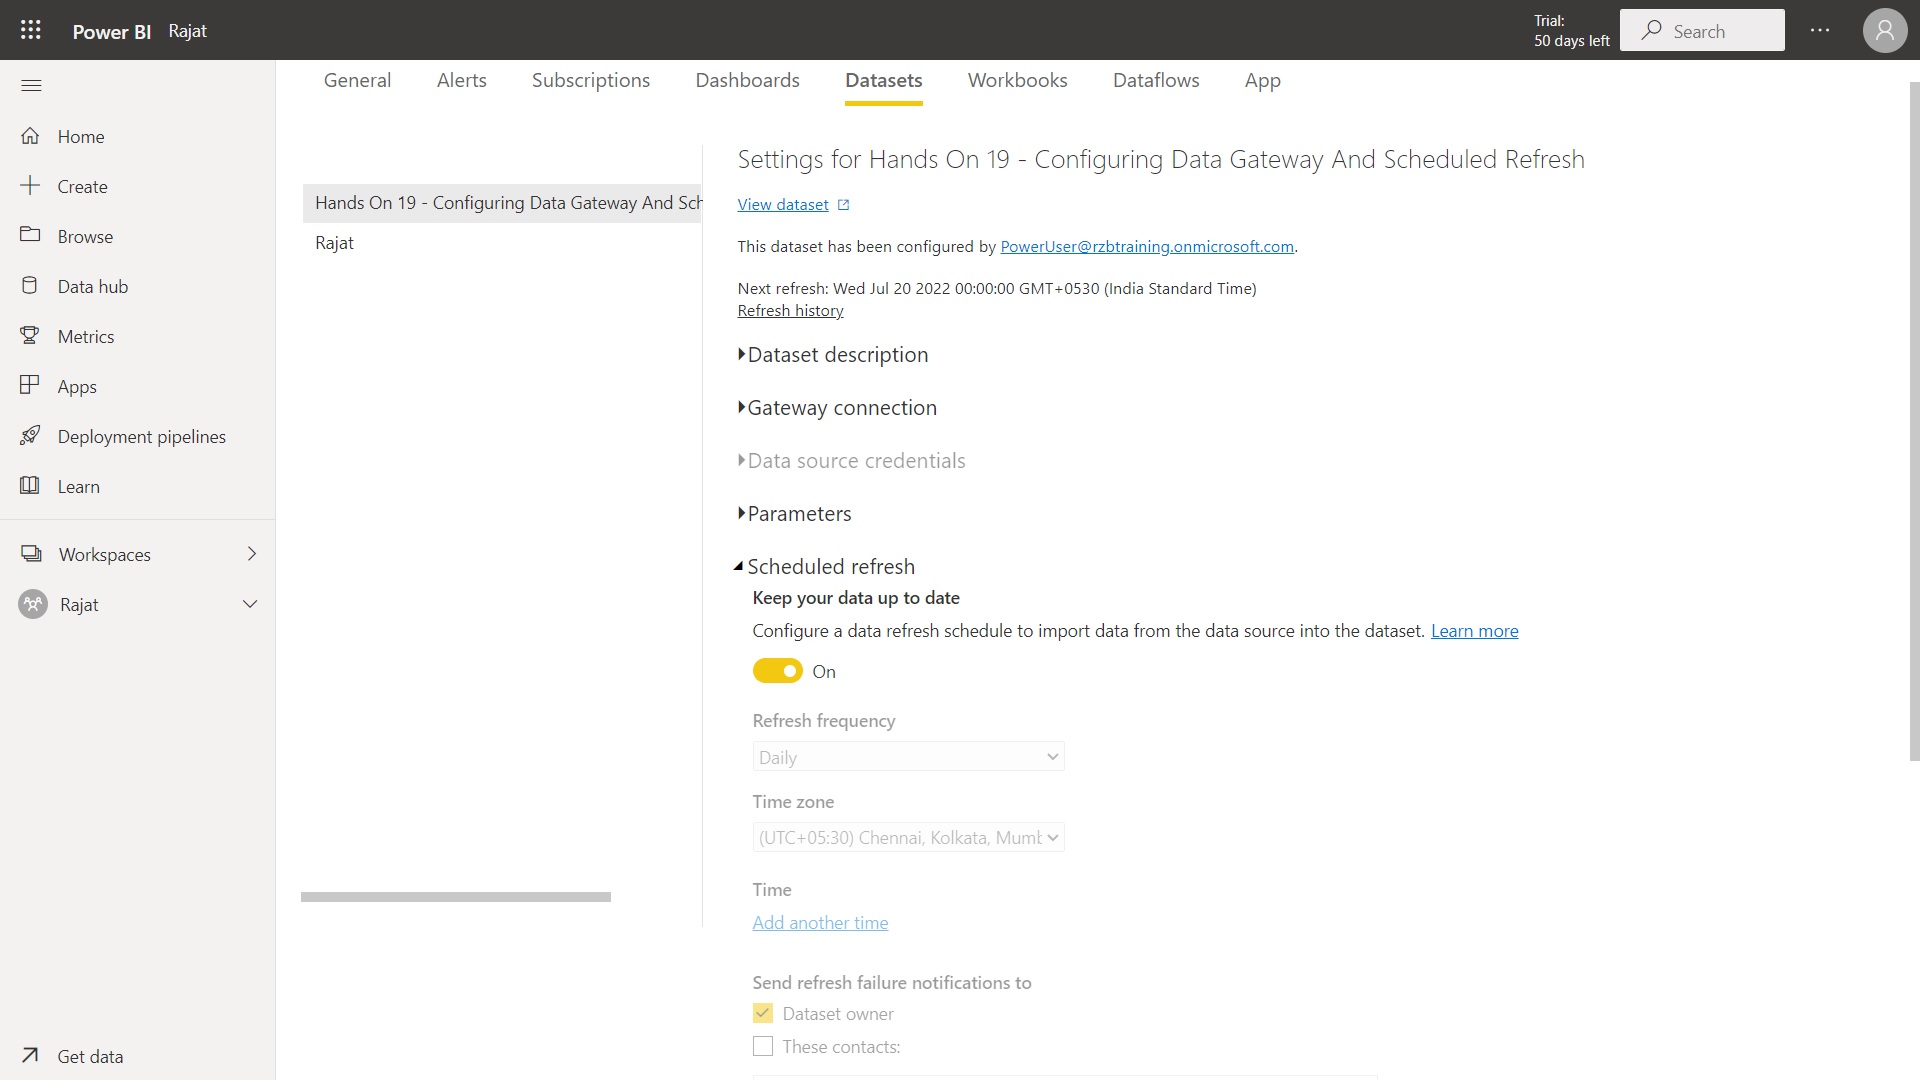 Power BI Rajat
Trial:
50 days left
Search
General Alerts Subscriptions Dashboards Datasets Workbooks Dataflows App
Home
Create
Browse
Data hub
Metrics
Apps
Deployment pipelines
Learn
Workspaces
Rajat
Get data
Hands On 19 - Configuring Data Gateway And Sch
Rajat
Settings for Hands On 19 - Configuring Data Gateway And Scheduled Refresh
View dataset
This dataset has been configured by PowerUser@rzbtraining.onmicrosoft.com.
Next refresh: Wed Jul 20 2022 00:00:00 GMT+0530 (India Standard Time)
Refresh history
Dataset description
Gateway connection
Data source credentials
Parameters
Scheduled refresh
Keep your data up to date
Configure a data refresh schedule to import data from the data source into the dataset. Learn more
On
Refresh frequency
Daily
Time zone
(UTC+05:30) Chennai, Kolkata, Mumb
Time
Add another time
Send refresh failure notifications to
Dataset owner
These contacts: